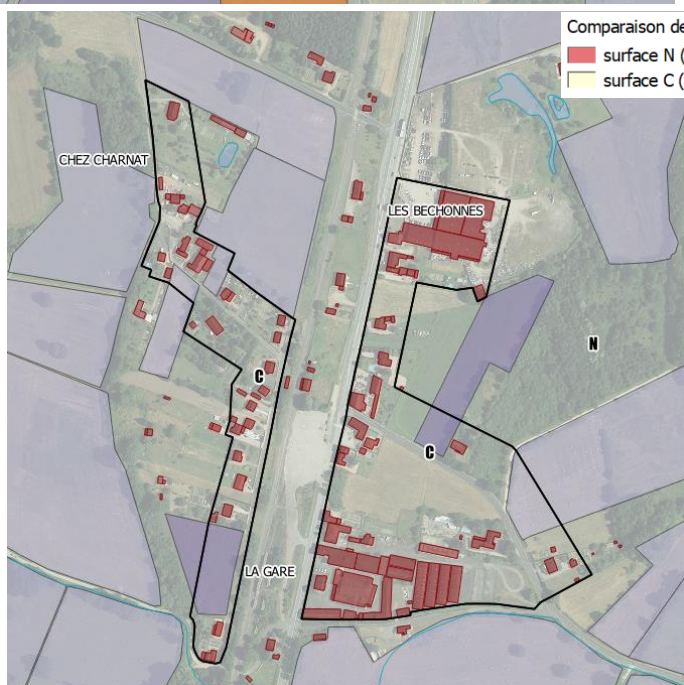 Comparaison de
surface N (
surface C (
CHEZ CHARNAT
LES BECHONNES
N
C
C
LA GARE